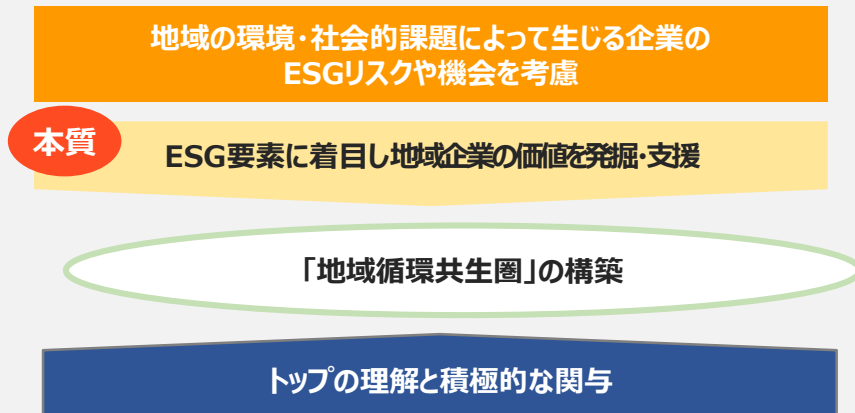 地域の環境・社会的課題によって生じる企業の
ESGリスクや機会を考慮
本質
ESG要素に着目し地域企業の価値を発掘・支援
「地域循環共生圏」の構築
トップの理解と積極的な関与